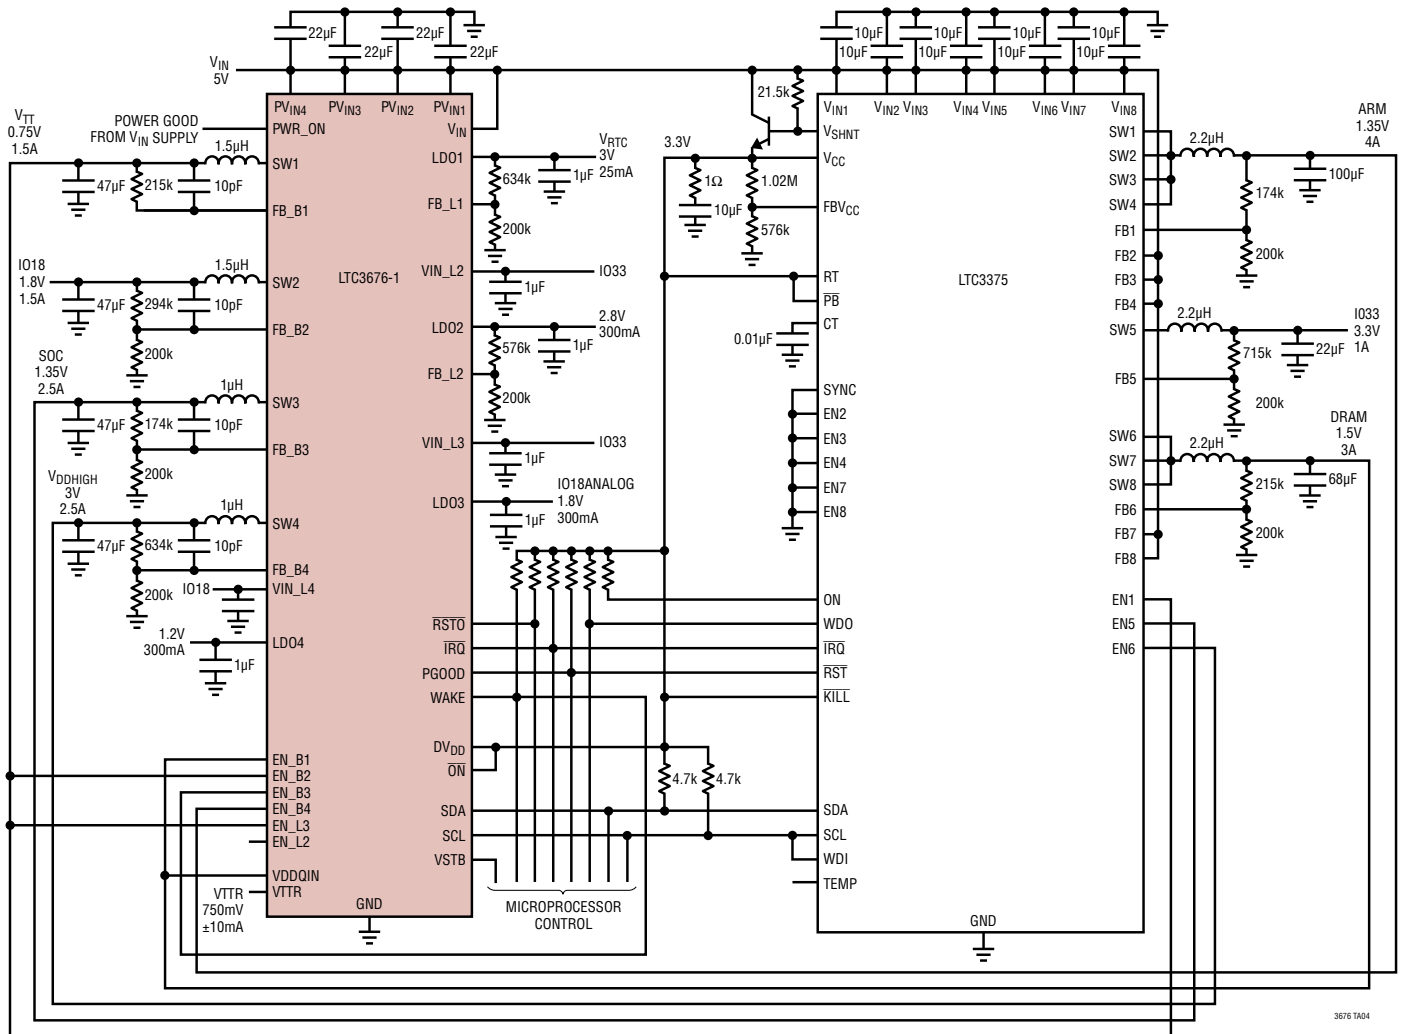 22µF
22µF
22µF
22µF
10µF
10µF
10µF
10µF
10µF
10µF
10µF
10µF
VIN
5V
PVIN4
PVIN3
PVIN2
PVIN1
VIN
PWR_ON
POWER GOOD
FROM VIN SUPPLY
VTT
0.75V
1.5A
1.5µH
SW1
47µF
215k
10pF
FB_B1
IO18
1.8V
1.5A
1.5µH
SW2
47µF
294k
10pF
FB_B2
200k
SOC
1.35V
2.5A
1µH
SW3
47µF
174k
10pF
FB_B3
200k
VDDHIGH
3V
2.5A
1µH
SW4
47µF
634k
10pF
FB_B4
200k
IO18
VIN_L4
1.2V
300mA
LDO4
1µF
EN_B1
EN_B2
EN_B3
EN_B4
EN_L3
EN_L2
VDDQIN
VTTR
VTTR
750mV
±10mA
GND
LTC3676-1
LDO1
VRTC
3V
25mA
634k
1µF
FB_L1
200k
VIN_L2
IO33
1µF
LDO2
2.8V
300mA
576k
1µF
FB_L2
200k
VIN_L3
IO33
1µF
LDO3
IO18ANALOG
1.8V
300mA
1µF
RSTO
IRQ
PGOOD
WAKE
DVDD
ON
SDA
SCL
VSTB
4.7k
4.7k
MICROPROCESSOR
CONTROL
21.5k
3.3V
1Ω
10µF
1.02M
576k
0.01µF
VIN1
VIN2
VIN3
VIN4
VIN5
VIN6
VIN7
VIN8
VSHNT
VCC
FBVCC
RT
PB
CT
SYNC
EN2
EN3
EN4
EN7
EN8
ON
WDO
IRQ
RST
KILL
SDA
SCL
WDI
TEMP
GND
LTC3375
SW1
SW2
SW3
SW4
FB1
FB2
FB3
FB4
SW5
FB5
SW6
SW7
SW8
FB6
FB7
FB8
EN1
EN5
EN6
2.2µH
ARM
1.35V
4A
100µF
174k
200k
2.2µH
I033
3.3V
1A
715k
22µF
200k
2.2µH
DRAM
1.5V
3A
215k
68µF
200k
3676 TA04